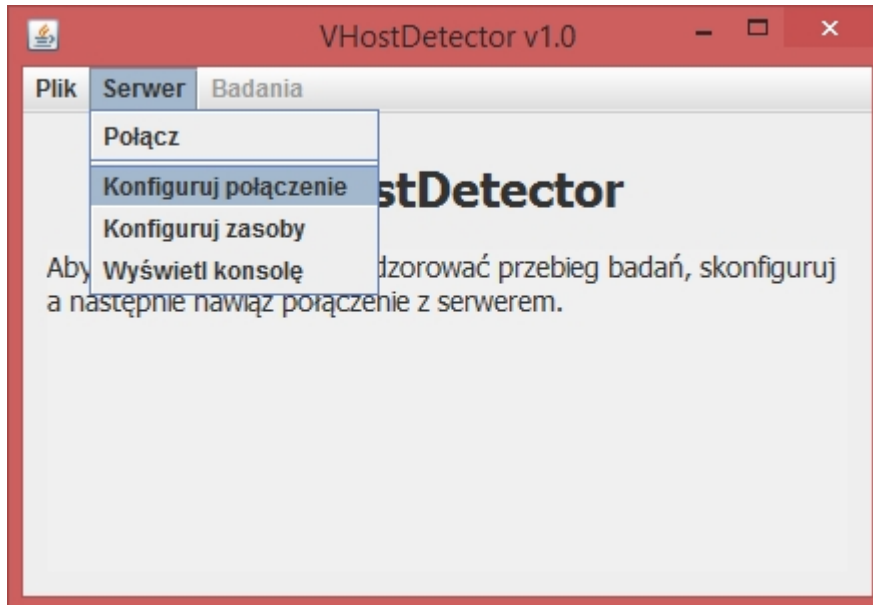 VHostDetector v1.0
Plik Serwer Badania
Połącz
Konfiguruj połączenie
stDetector
Konfiguruj zasoby
Aby dzorować przebieg badań, skonfiguruj
Wyświetl konsolę
a następnie nawiąż połączenie z serwerem.